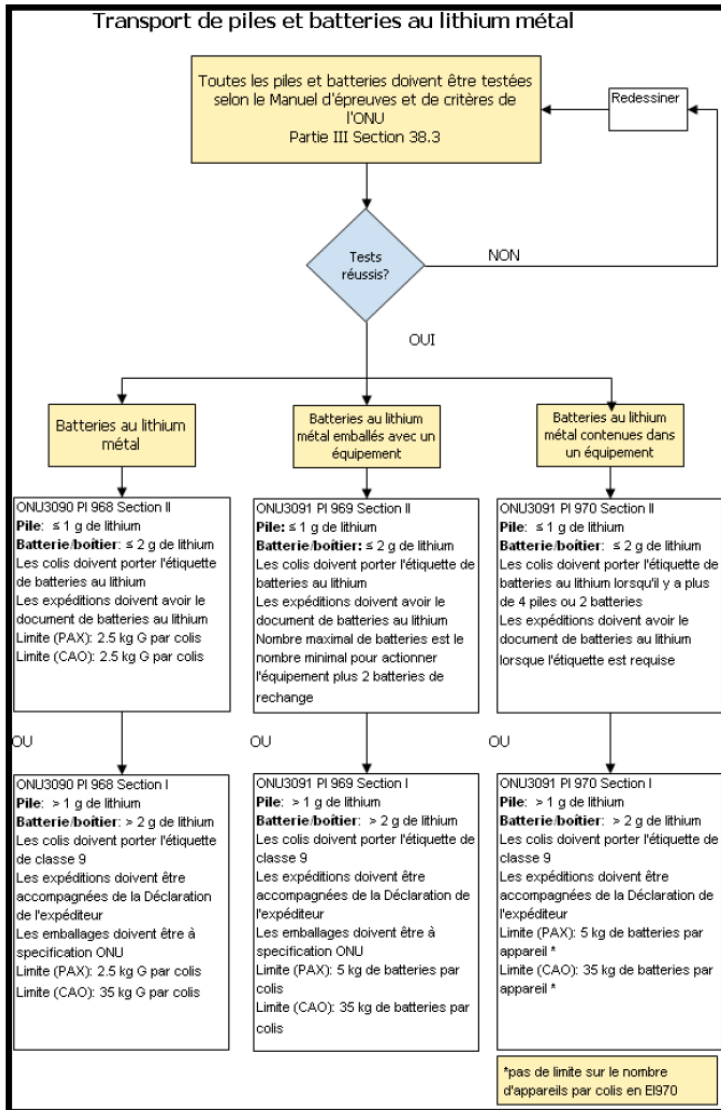 Transport de piles et batteries au lithium métal
Toutes les piles et batteries doivent être testées
selon le Manuel d'épreuves et de critères de
l'ONU
Partie III Section 38.3
Redessiner
Tests
réussis?
NON
OUI
Batteries au lithium
métal
Batteries au lithium
métal emballés avec un
équipement
Batteries au lithium
métal contenues dans
un équipement
ONU3090 PI 968 Section II
Pile: ≤ 1 g de lithium
Batterie/boîtier: ≤ 2 g de lithium
Les colis doivent porter l'étiquette
de batteries au lithium
Les expéditions doivent avoir le
document de batteries au lithium
Limite (PAX): 2.5 kg G par colis
Limite (CAO): 2.5 kg G par colis
ONU3091 PI 969 Section II
Pile: ≤ 1 g de lithium
Batterie/boîtier: ≤ 2 g de lithium
Les colis doivent porter l'étiquette de
batteries au lithium
Les expéditions doivent avoir le
document de batteries au lithium
Nombre maximal de batteries est le
nombre minimal pour actionner
l'équipement plus 2 batteries de
rechange
ONU3091 PI 970 Section II
Pile: ≤ 1 g de lithium
Batterie/boîtier: ≤ 2 g de lithium
Les colis doivent porter l'étiquette de
batteries au lithium lorsqu'il y a plus
de 4 piles ou 2 batteries
Les expéditions doivent avoir le
document de batteries au lithium
lorsque l'étiquette est requise
OU
OU
OU
ONU3090 PI 968 Section I
Pile: > 1 g de lithium
Batterie/boîtier: > 2 g de lithium
Les colis doivent porter l'étiquette
de classe 9
Les expéditions doivent être
accompagnées de la Déclaration
de l'expéditeur
Les emballages doivent être à
specification ONU
Limite (PAX): 2.5 kg G par colis
Limite (CAO): 35 kg G par colis
ONU3091 PI 969 Section I
Pile: > 1 g de lithium
Batterie/boîtier: > 2 g de lithium
Les colis doivent porter l'étiquette de
classe 9
Les expéditions doivent être
accompagnées de la Déclaration de
l'expéditeur
Les emballages doivent être à
specification ONU
Limite (PAX): 5 kg de batteries par
colis
Limite (CAO): 35 kg de batteries par
colis
ONU3091 PI 970 Section I
Pile: > 1 g de lithium
Batterie/boîtier: > 2 g de lithium
Les colis doivent porter l'étiquette de
classe 9
Les expéditions doivent être
accompagnées de la Déclaration de
l'expéditeur
Limite (PAX): 5 kg de batteries par
appareil *
Limite (CAO): 35 kg de batteries par
appareil *
*pas de limite sur le nombre
d'appareils par colis en EI970